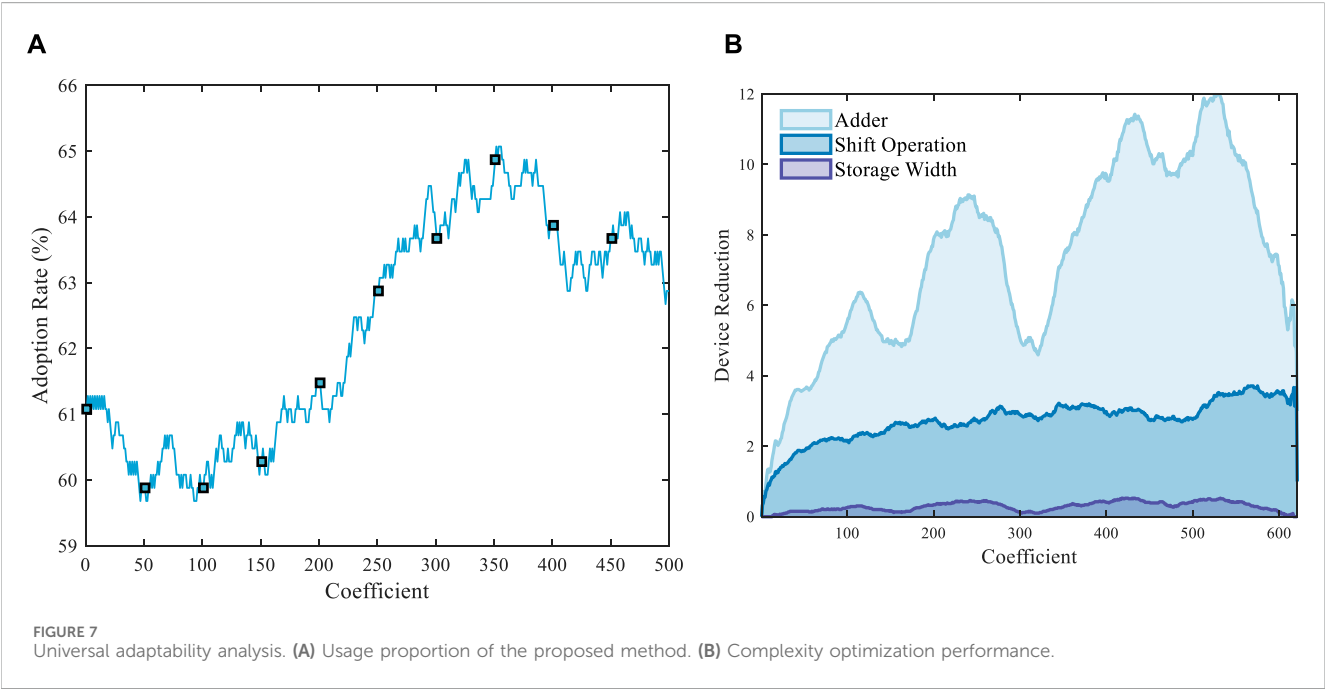 A
66
65
64
63
62
61
60
59
Adoption Rate (%)
0 50 100 150 200 250 300 350 400 450 500
Coefficient
B
12
10
8
6
4
2
0
Device Reduction
Adder
Shift Operation
Storage Width
100 200 300 400 500 600
Coefficient
FIGURE 7
Universal adaptability analysis. (A) Usage proportion of the proposed method. (B) Complexity optimization performance.